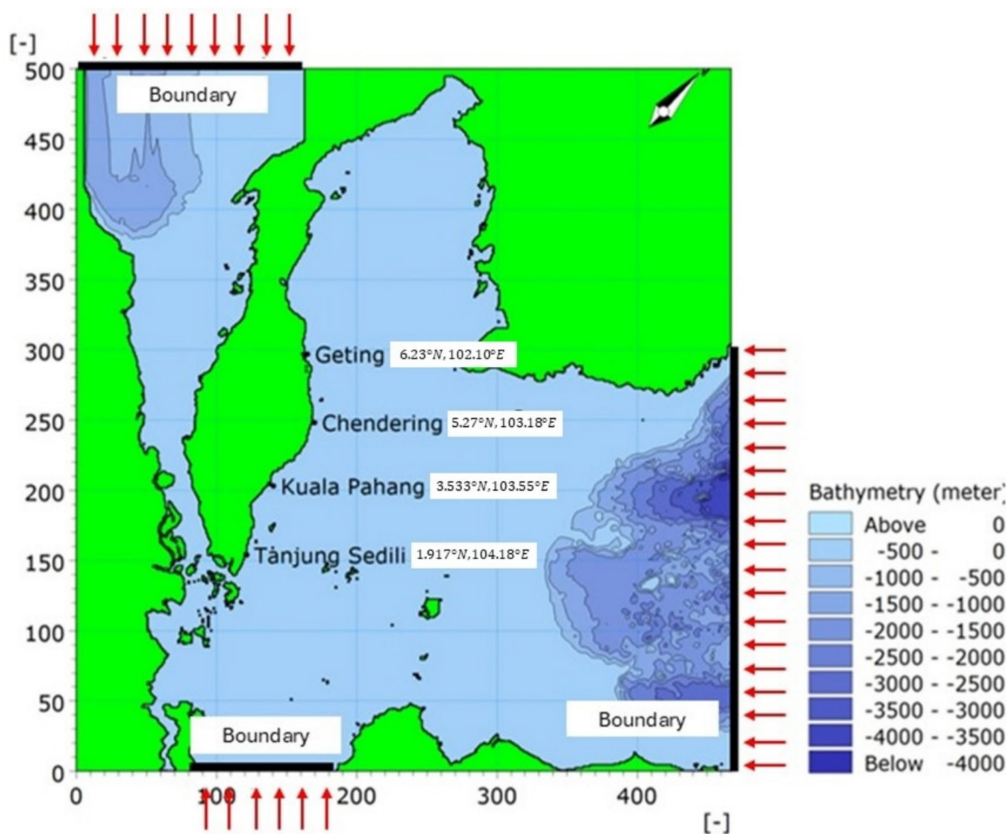 [-]
500
Boundary
450
400
350
300
Geting 6.23°N, 102.10°E
250
Chendering 5.27°N, 103.18°E
200
Kuala Pahang 3.533°N, 103.55°E
150
Tanjung Sedili 1.917°N, 104.18°E
100
50
Boundary
Boundary
0
0 100 200 300 400
[-]
Bathymetry (meter)
Above 0
-500 - 0
-1000 - -500
-1500 - -1000
-2000 - -1500
-2500 - -2000
-3000 - -2500
-3500 - -3000
-4000 - -3500
Below -4000